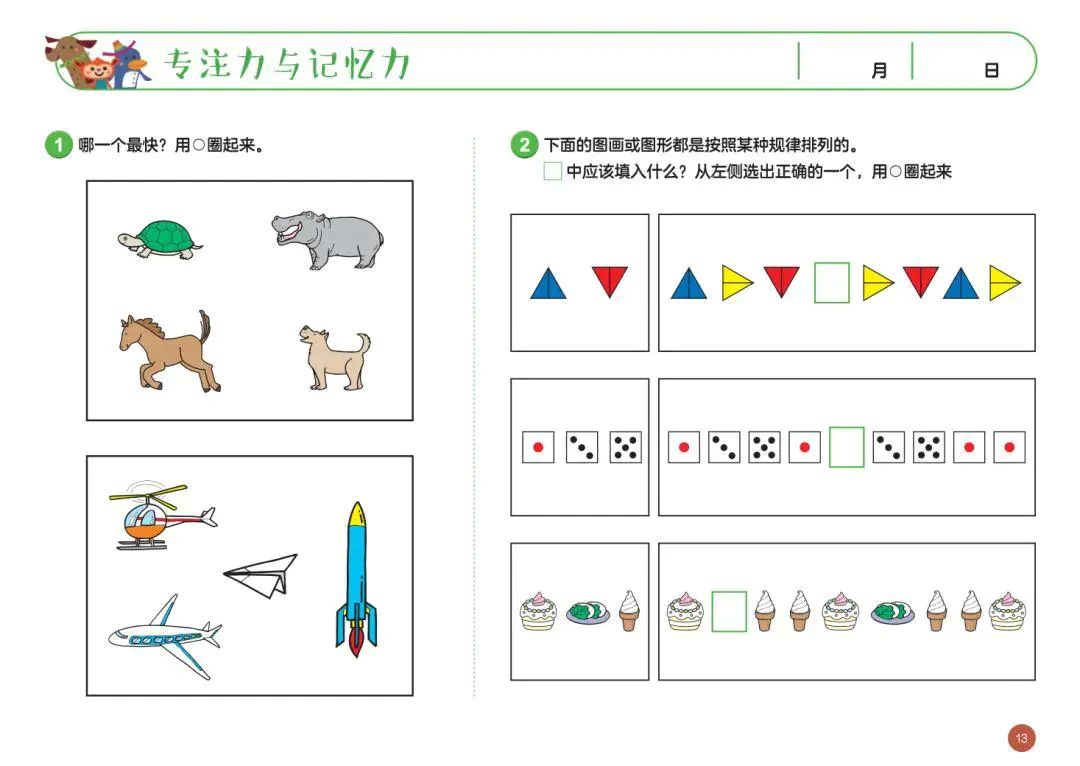 专注力与记忆力
月 日
1 哪一个最快？用○圈起来。
2 下面的图画或图形都是按照某种规律排列的。
□中应该填入什么？从左侧选出正确的一个，用○圈起来
13